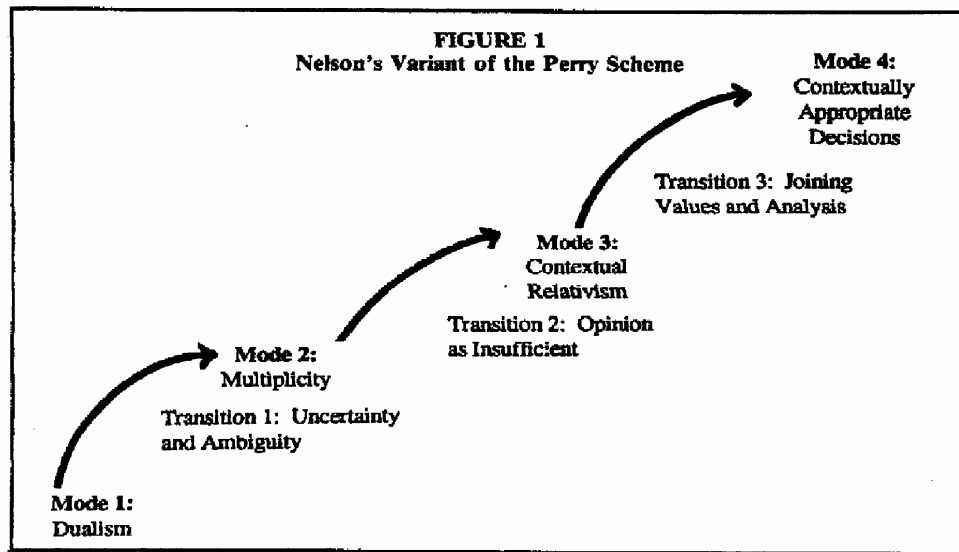 FIGURE 1
Nelson's Variant of the Perry Scheme
Mode 4:
Contextually
Appropriate
Decisions
Transition 3: Joining
Values and Analysis
Mode 3:
Contextual
Relativism
Transition 2: Opinion
as Insufficient
Mode 2:
Multiplicity
Transition 1: Uncertainty
and Ambiguity
Mode 1:
Dualism